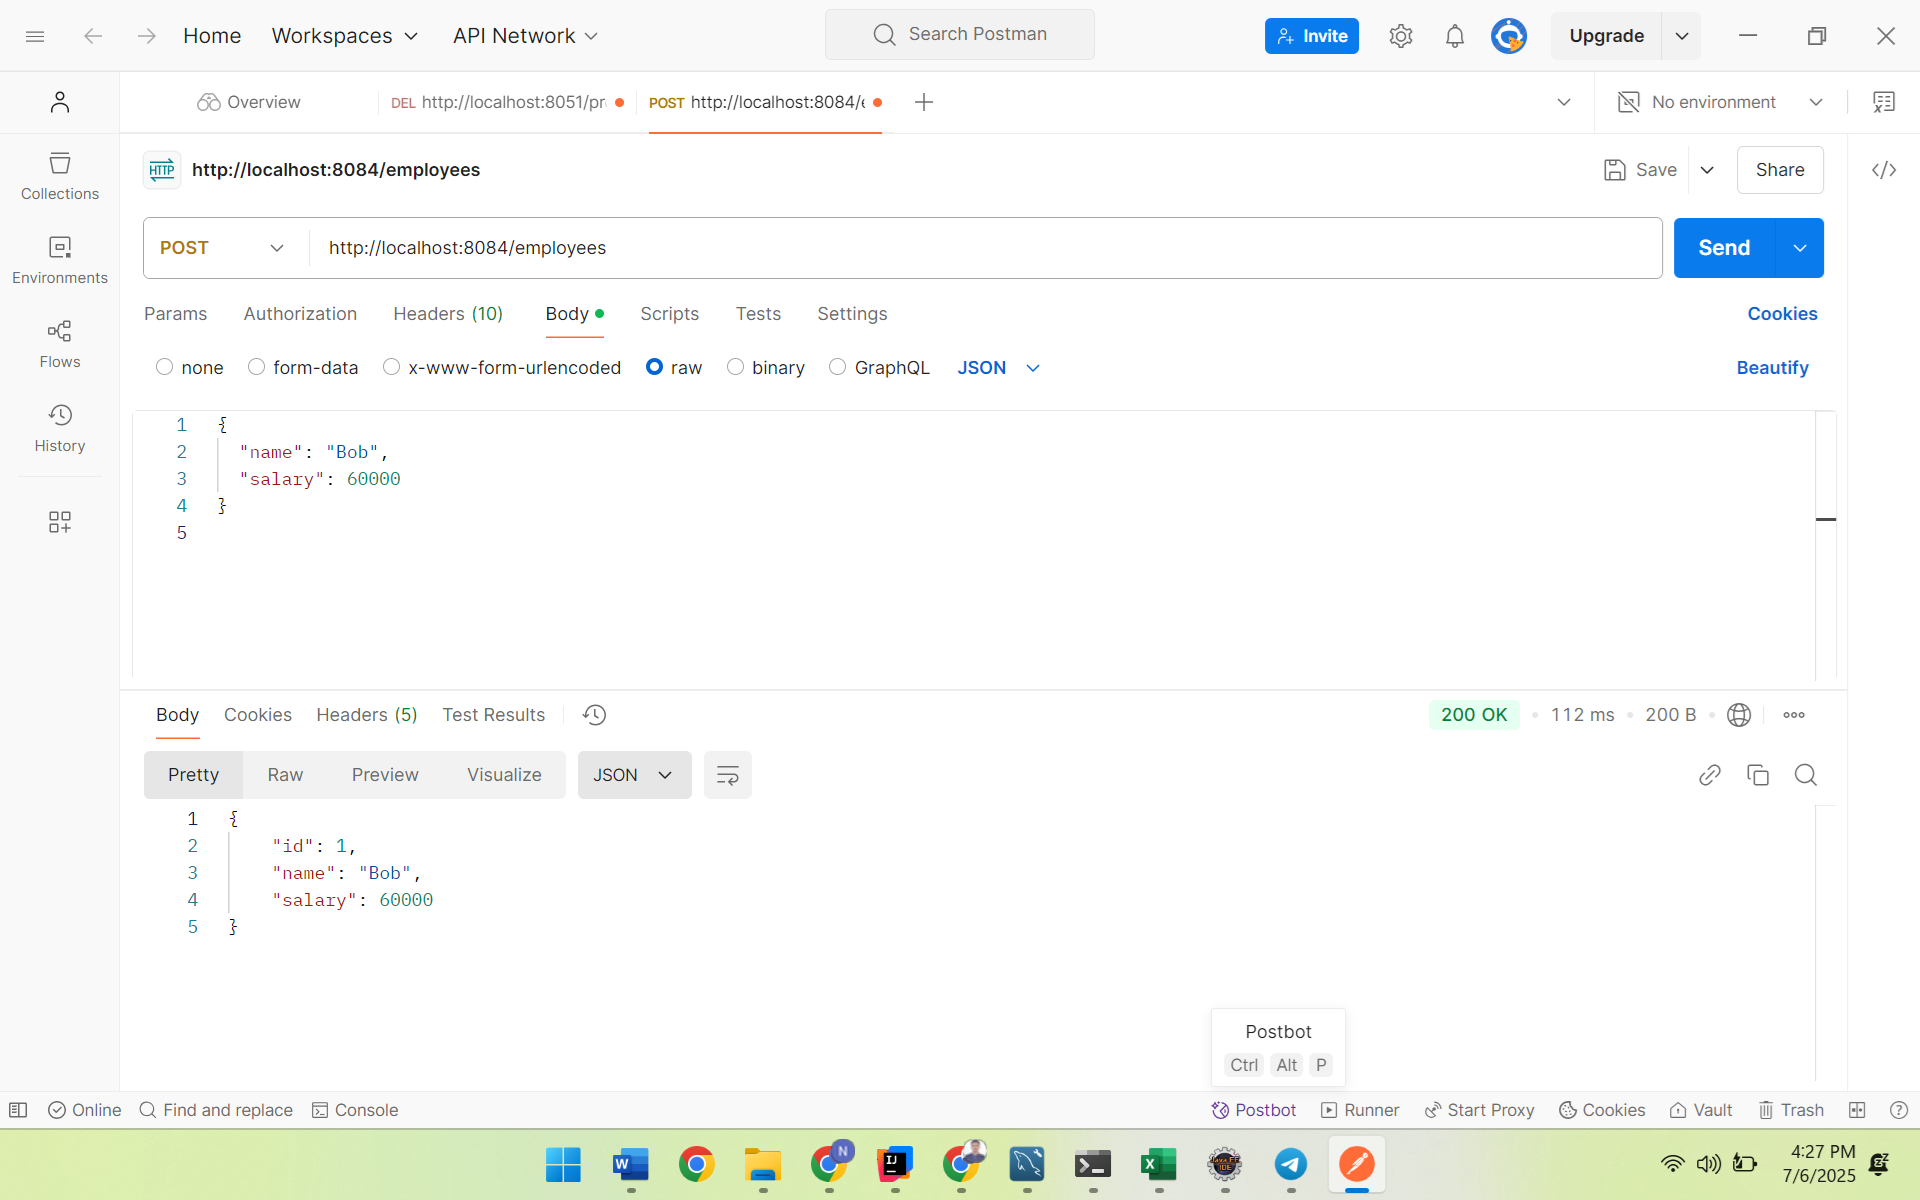 Home Workspaces API Network Search Postman Invite Upgrade
Overview DEL http://localhost:8051/pr POST http://localhost:8084/e No environment
HTTP http://localhost:8084/employees Save Share
POST http://localhost:8084/employees Send
Params Authorization Headers (10) Body Scripts Tests Settings Cookies
none form-data x-www-form-urlencoded raw binary GraphQL JSON Beautify
Collections
Environments
Flows
History
1 {
2 "name": "Bob",
3 "salary": 60000
4 }
5
Body Cookies Headers (5) Test Results 200 OK 112 ms 200 B
Pretty Raw Preview Visualize JSON
1 {
2 "id": 1,
3 "name": "Bob",
4 "salary": 60000
5 }
Postbot
Ctrl Alt P
Online Find and replace Console Postbot Runner Start Proxy Cookies Vault Trash
4:27 PM
7/6/2025